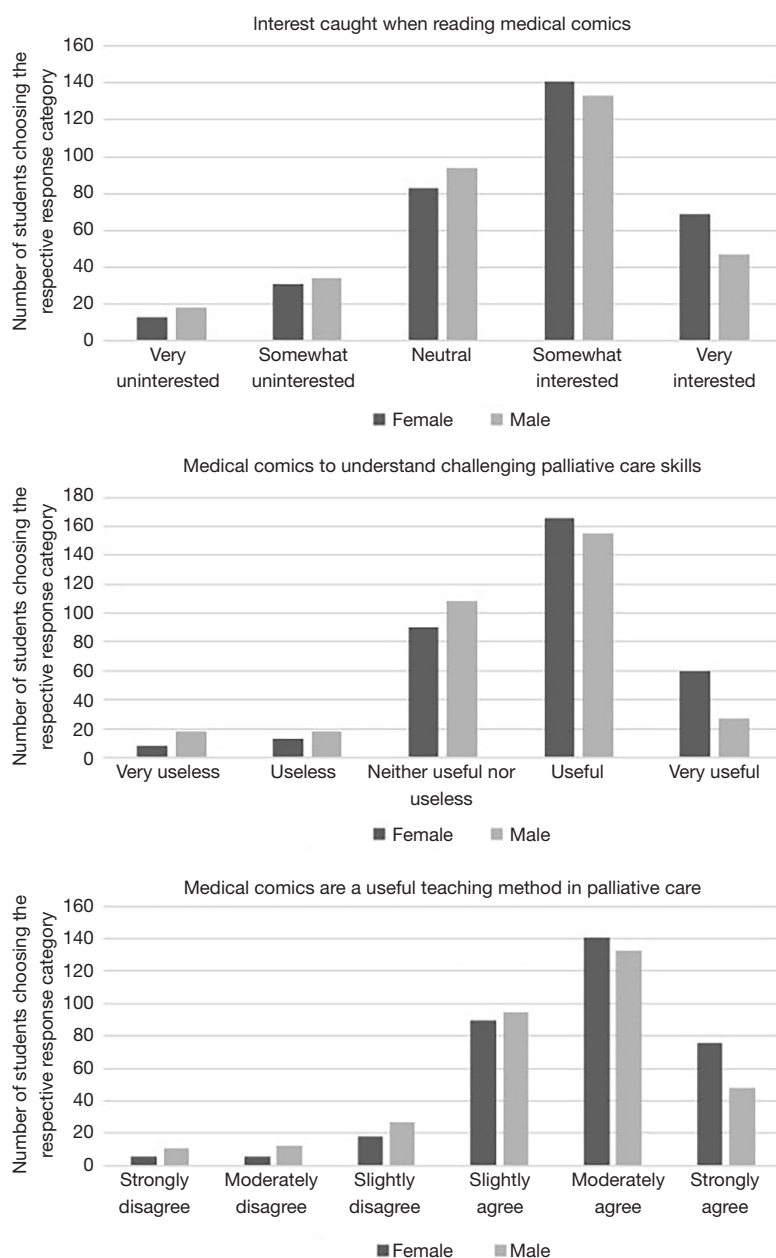 Interest caught when reading medical comics
Number of students choosing the
respective response category
160
140
120
100
80
60
40
20
0
Very
uninterested
Somewhat
uninterested
Neutral
Somewhat
interested
Very
interested
Female
Male
Medical comics to understand challenging palliative care skills
Number of students choosing the
respective response category
180
160
140
120
100
80
60
40
20
0
Very useless
Useless
Neither useful nor
useless
Useful
Very useful
Female
Male
Medical comics are a useful teaching method in palliative care
Number of students choosing the
respective response category
160
140
120
100
80
60
40
20
0
Strongly
disagree
Moderately
disagree
Slightly
disagree
Slightly
agree
Moderately
agree
Strongly
agree
Female
Male